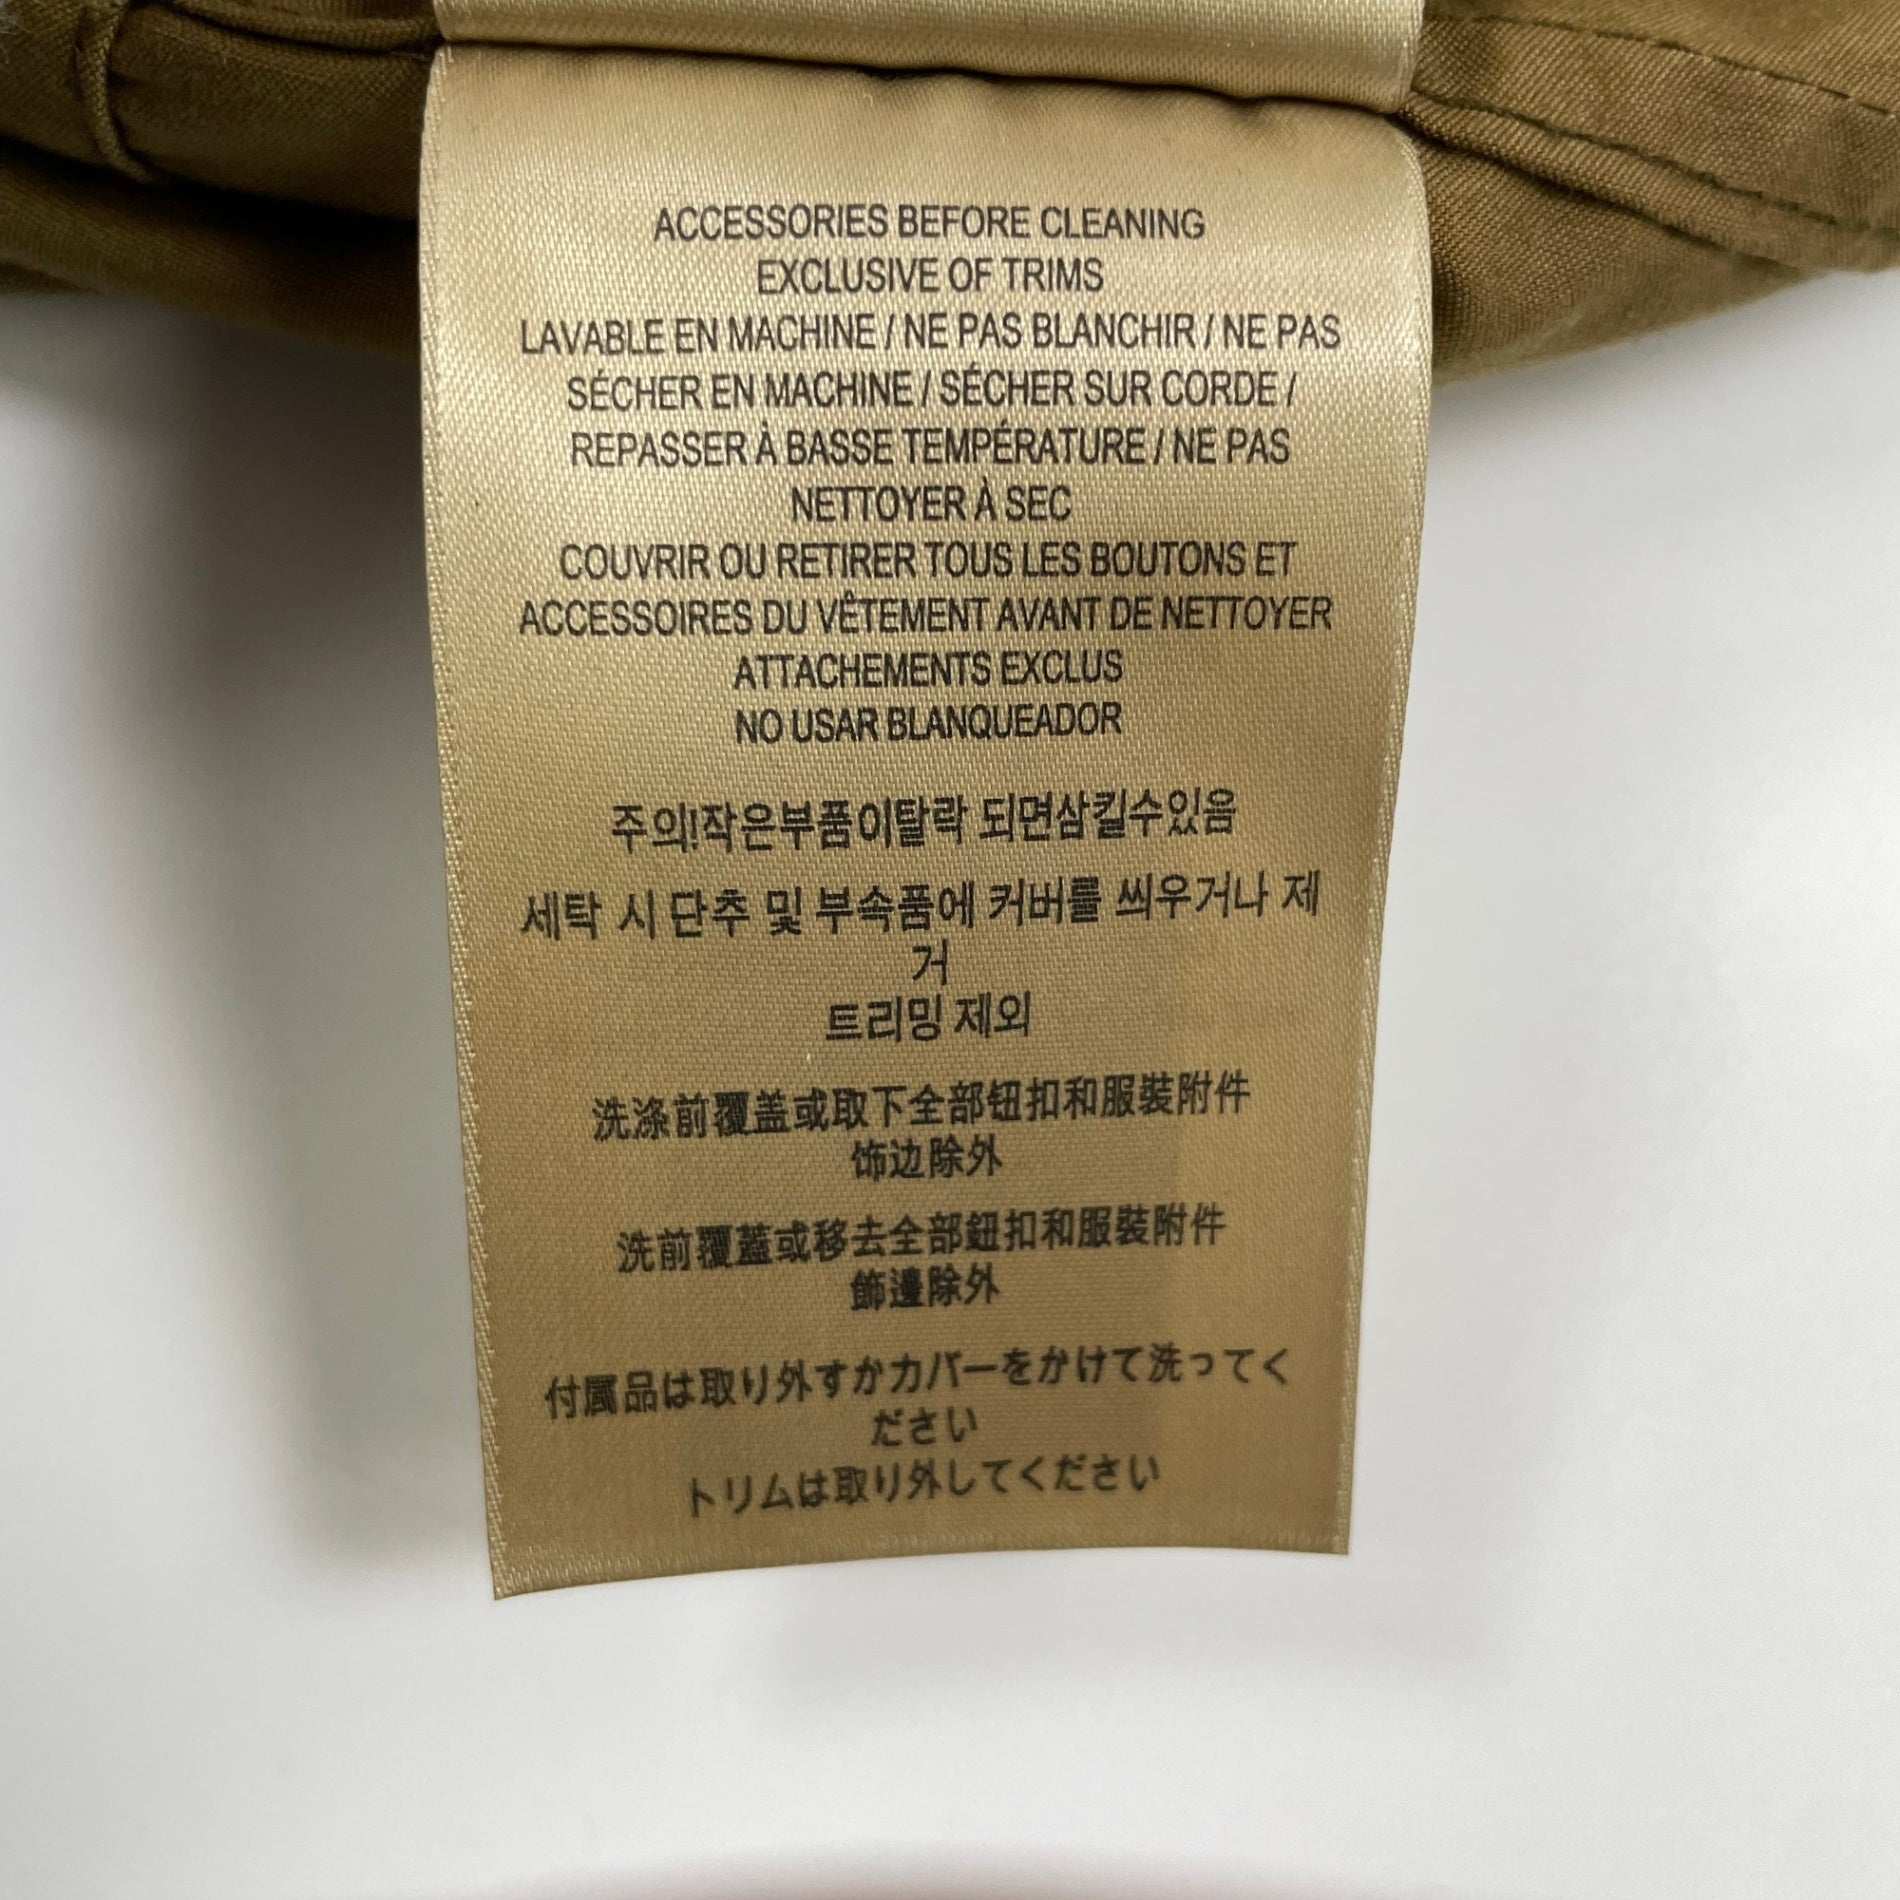 ACCESSORIES BEFORE CLEANING
EXCLUSIVE OF TRIMS
LAVABLE EN MACHINE / NE PAS BLANCHIR / NE PAS
SÉCHER EN MACHINE / SÉCHER SUR CORDE /
REPASSER À BASSE TEMPÉRATURE / NE PAS
NETTOYER À SEC
COUVRIR OU RETIRER TOUS LES BOUTONS ET
ACCESSOIRES DU VÊTEMENT AVANT DE NETTOYER
ATTACHEMENTS EXCLUS
NO USAR BLANQUEADOR
주의!작은부품이탈락 되면삼킬수있음
세탁 시 단추 및 부속품에 커버를 씌우거나 제
거
트리밍 제외
洗涤前覆盖或取下全部钮扣和服裝附件
饰边除外
洗前覆蓋或移去全部鈕扣和服裝附件
飾邊除外
付属品は取り外すかカバーをかけて洗ってく
ださい
トリムは取り外してください